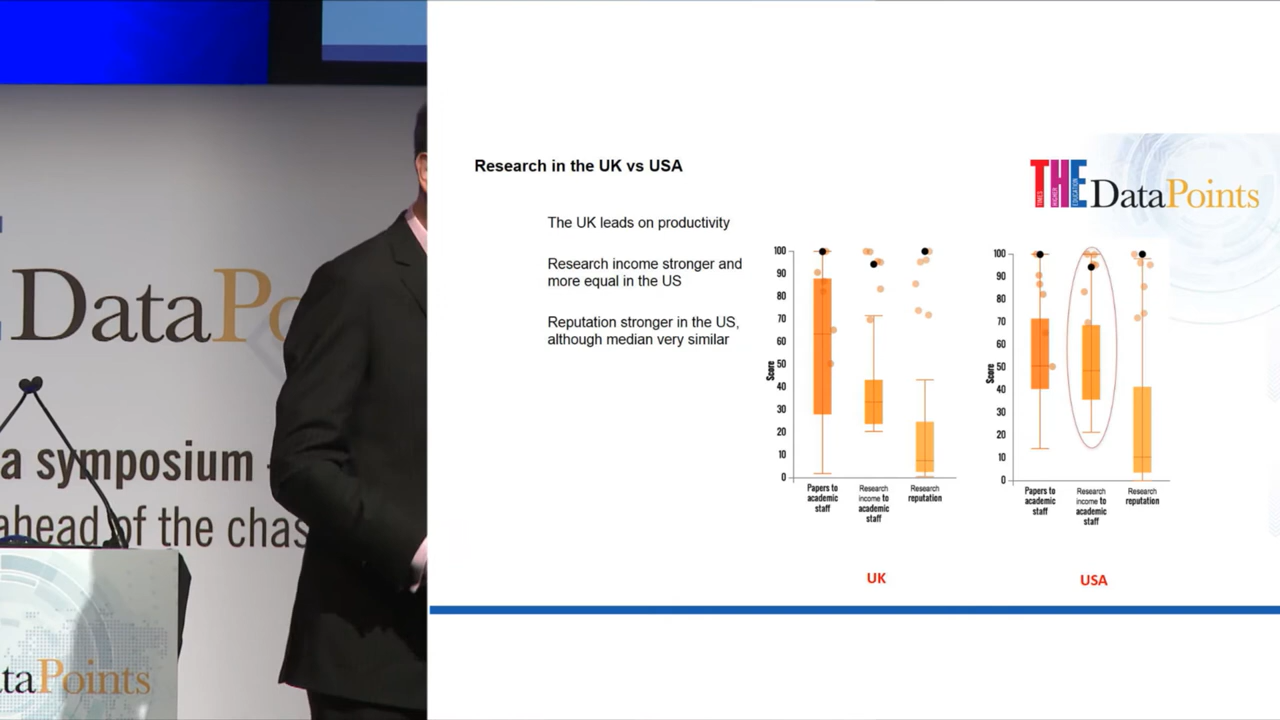 DataPo
a symposium -
ahead of the chas
taPoints
Research in the UK vs USA
THE DataPoints
TIMES HIGHER EDUCATION
The UK leads on productivity
Research income stronger and
more equal in the US
Reputation stronger in the US,
although median very similar
100
90
80
70
60
50
40
30
20
10
0
Score
Papers to
academic
staff
Research
income to
academic
staff
Research
reputation
UK
100
90
80
70
60
50
40
30
20
10
0
Score
Papers to
academic
staff
Research
income to
academic
staff
Research
reputation
USA